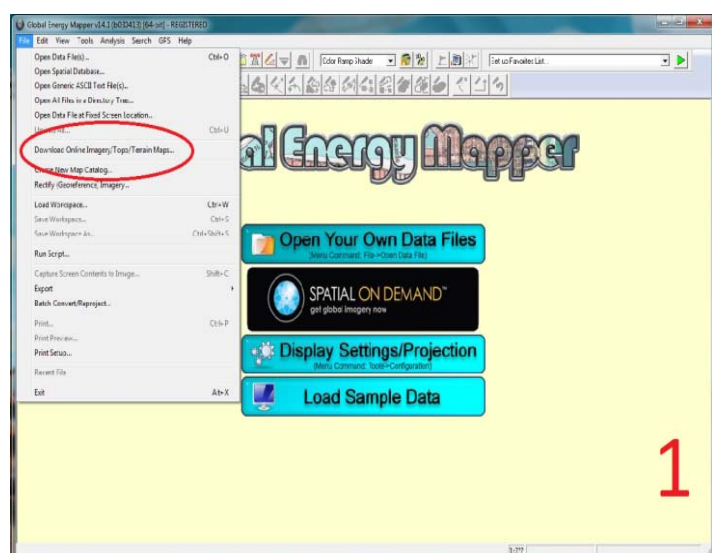 Global Energy Mapper v14.1 (b030413) [64-bit] - REGISTERED
File Edit View Tools Analysis Search GPS Help
Open Data File(s)... Ctrl+O
Color Ramp Shader
Set up Favorites List...
Open Spatial Database...
Open Generic ASCII Text File(s)...
Open All Files in a Directory Tree...
Open Data File at Fixed Screen Location...
Ctrl+U
Download Online Imagery/Topo/Terrain Maps...
Create New Map Catalog...
Rectify (Georeference) Imagery...
Load Workspace... Ctrl+W
Save Workspace... Ctrl+S
Save Workspace As... Ctrl+Shift+S
Run Script...
Capture Screen Contents to Image... Shift+C
Export
Batch Convert/Reproject...
Print... Ctrl+P
Print Preview...
Print Setup...
Recent File
Exit Alt+X
al Energy Mapper
Open Your Own Data Files
(Menu Command: File->Open Data File)
SPATIAL ON DEMAND™
get global imagery now
Display Settings/Projection
(Menu Command: Tools->Configuration)
Load Sample Data
1